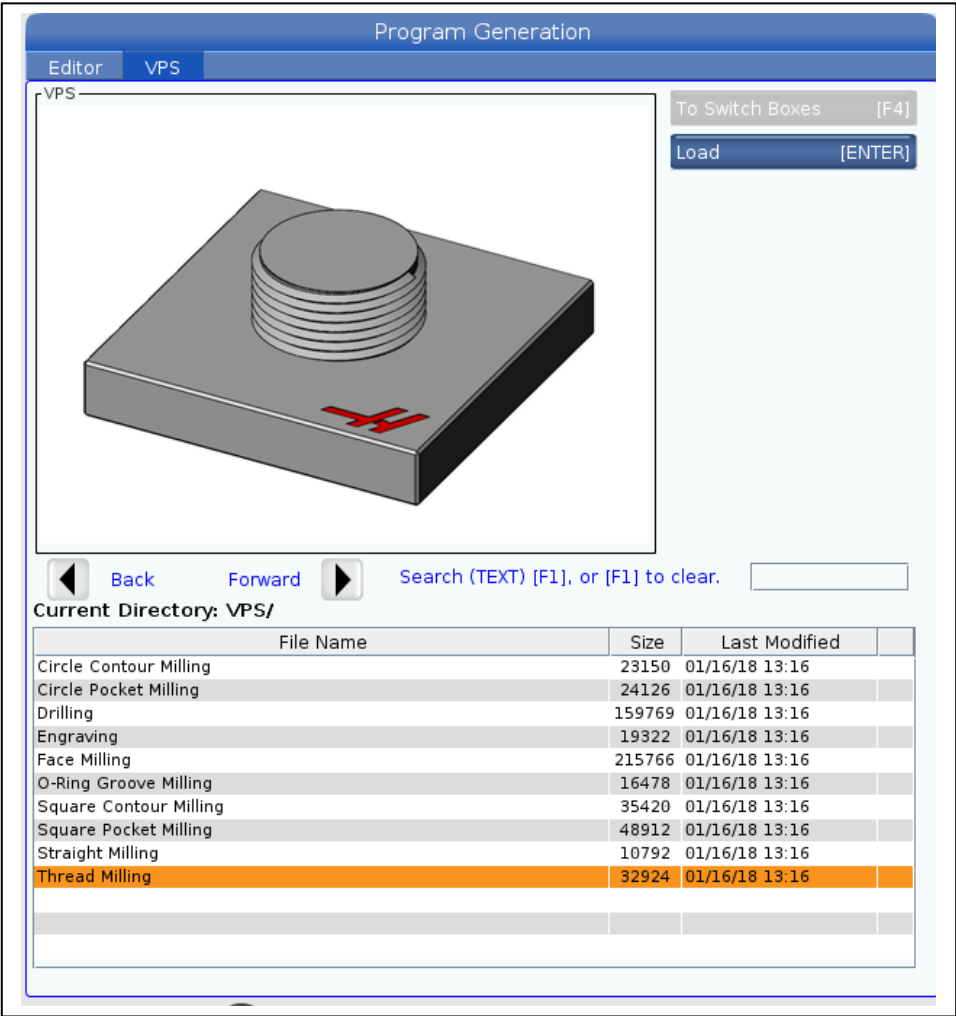 Program Generation
Editor VPS
VPS
To Switch Boxes [F4]
Load [ENTER]
Back Forward Search (TEXT) [F1], or [F1] to clear.
Current Directory: VPS/
File Name Size Last Modified
Circle Contour Milling 23150 01/16/18 13:16
Circle Pocket Milling 24126 01/16/18 13:16
Drilling 159769 01/16/18 13:16
Engraving 19322 01/16/18 13:16
Face Milling 215766 01/16/18 13:16
O-Ring Groove Milling 16478 01/16/18 13:16
Square Contour Milling 35420 01/16/18 13:16
Square Pocket Milling 48912 01/16/18 13:16
Straight Milling 10792 01/16/18 13:16
Thread Milling 32924 01/16/18 13:16